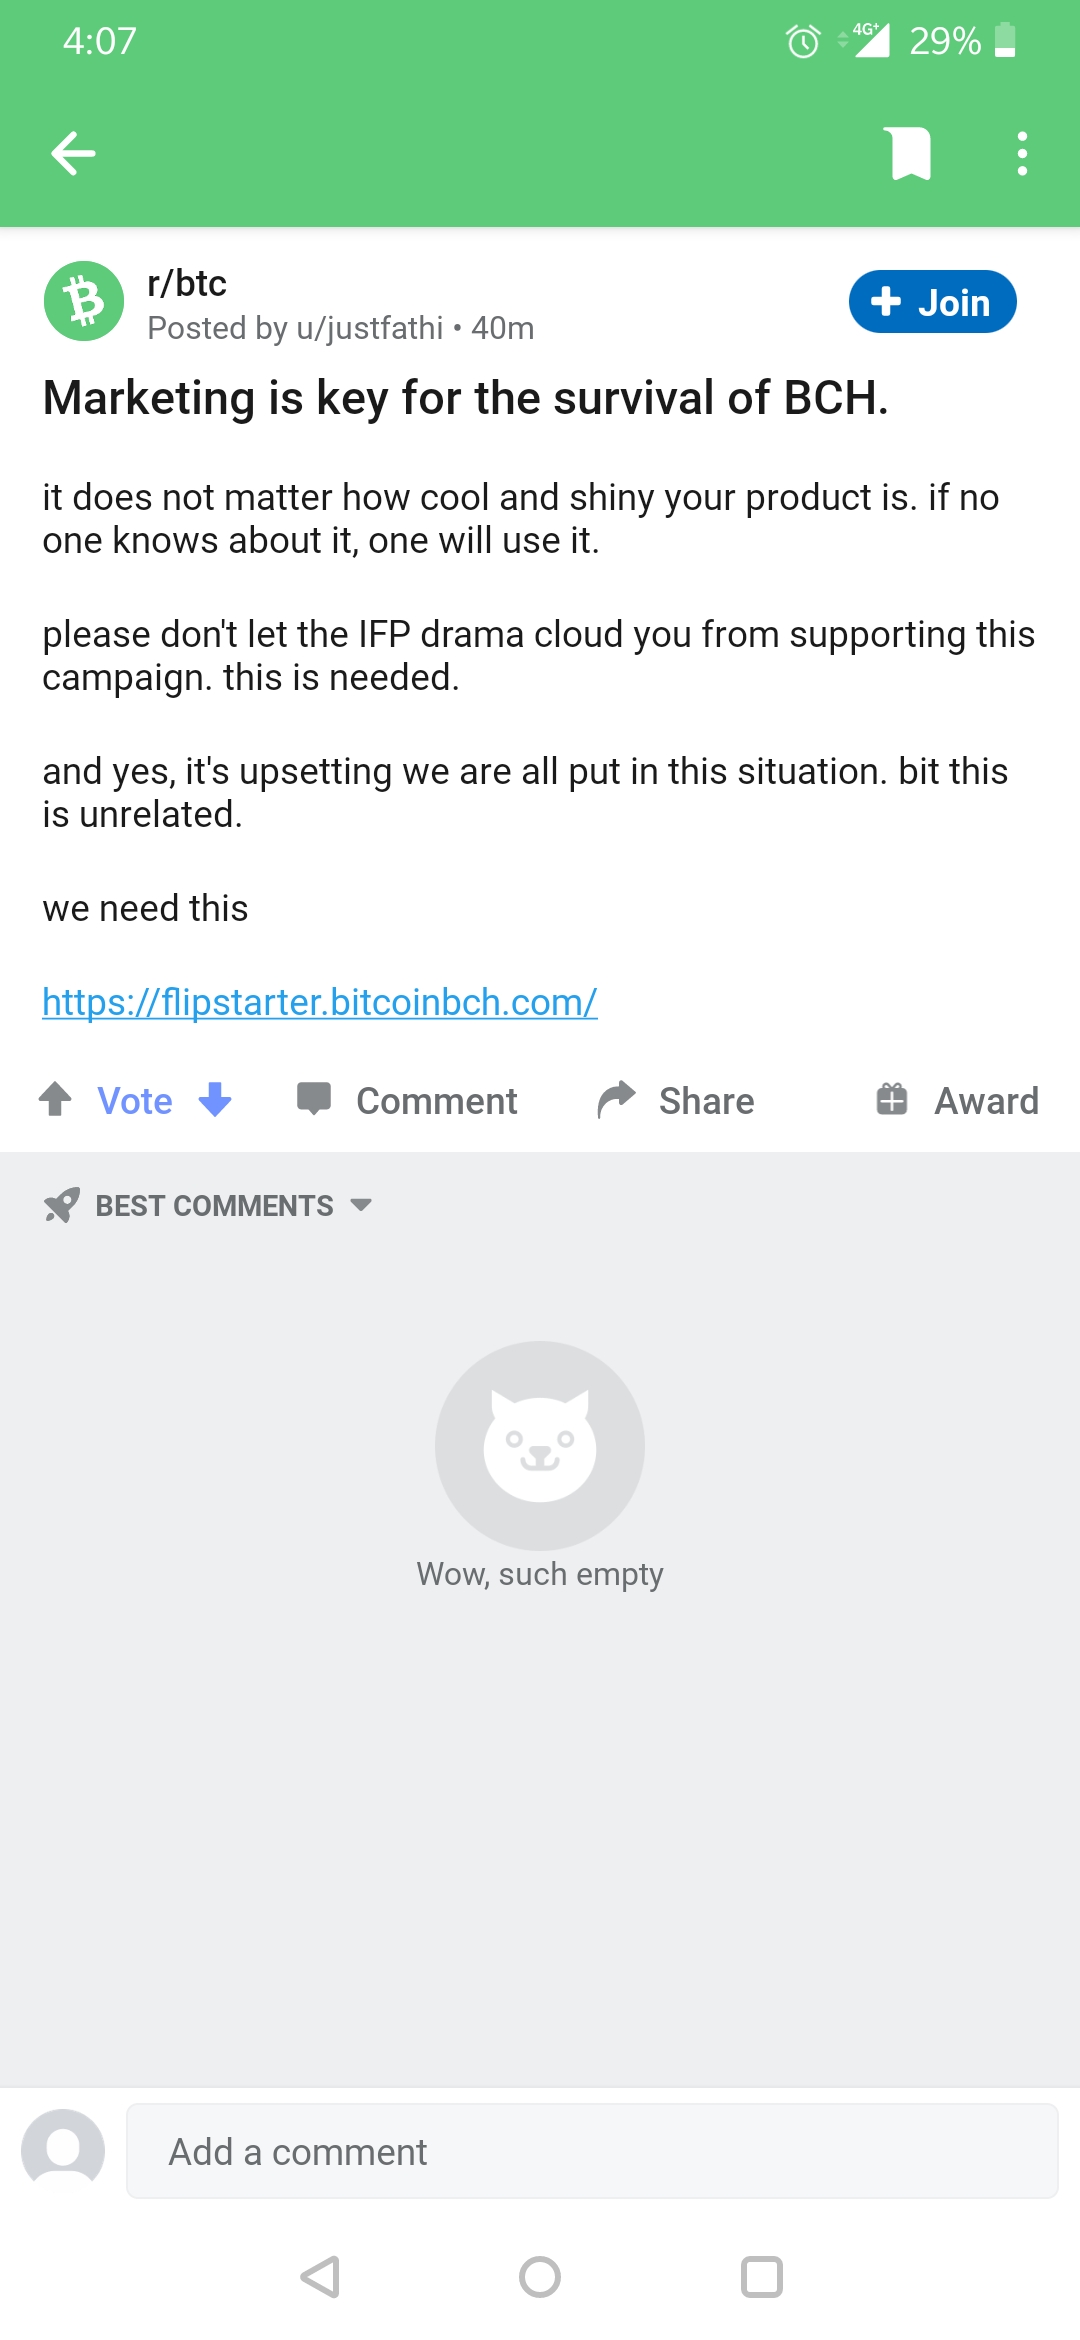 4:07
4G+ 29%
r/btc
Posted by u/justfathi • 40m
Join
Marketing is key for the survival of BCH.
it does not matter how cool and shiny your product is. if no
one knows about it, one will use it.
please don't let the IFP drama cloud you from supporting this
campaign. this is needed.
and yes, it's upsetting we are all put in this situation. bit this
is unrelated.
we need this
https://flipstarter.bitcoinbch.com/
Vote Comment Share Award
BEST COMMENTS
Wow, such empty
Add a comment